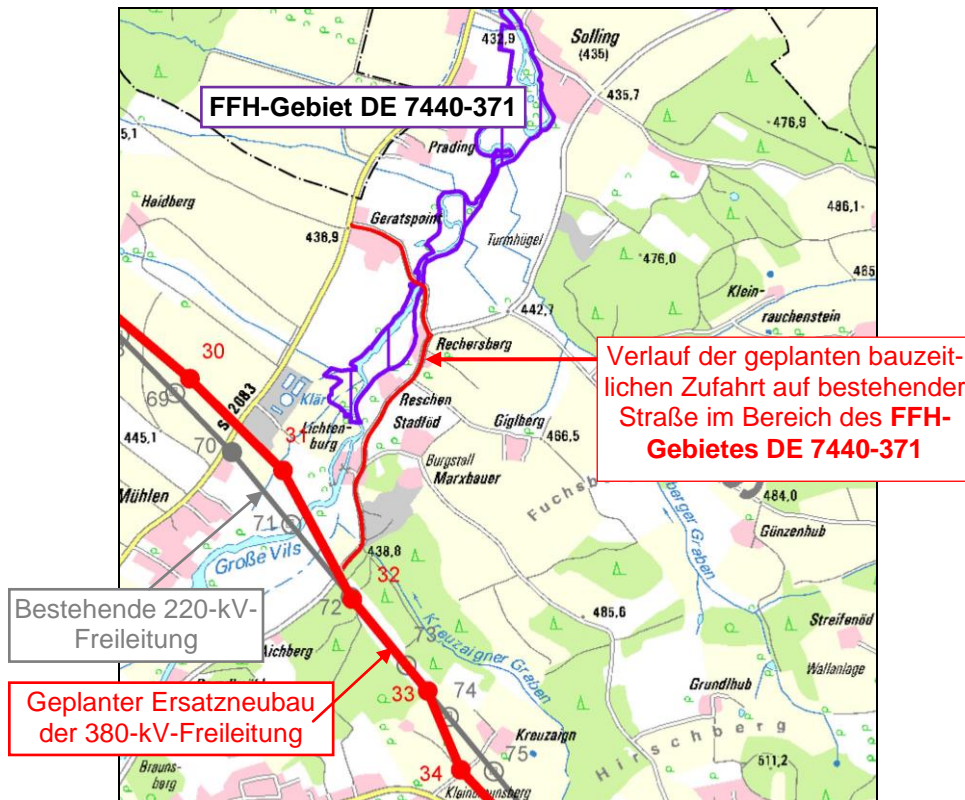 432,9
Solling
(435)
FFH-Gebiet DE 7440-371
435,7
476,9
5,1
Prading
Haidberg
Geratspoint
486,1
436,9
Turmhügel
476,0
485
Klein-
rauchenstein
442,7
30
Rechersberg
69
St 2083
Klär
Reschen
Verlauf der geplanten bauzeit-
lichen Zufahrt auf bestehender
Straße im Bereich des FFH-
Gebietes DE 7440-371
31
Lichten-
burg
Stadlöd
Giglberg
466,5
445,1
70
Burgstall
Marxbauer
Mühlen
71
484,0
Günzenhub
Große Vils
438,8
32
Bestehende 220-kV-
Freileitung
72
485,6
Streifenöd
Aichberg
73
Kreuzaigner Graben
Wallanlage
Geplanter Ersatzneubau
der 380-kV-Freileitung
33
74
Grundlhub
Kreuzaign
75
Hirschberg
511,2
Brauns-
berg
34